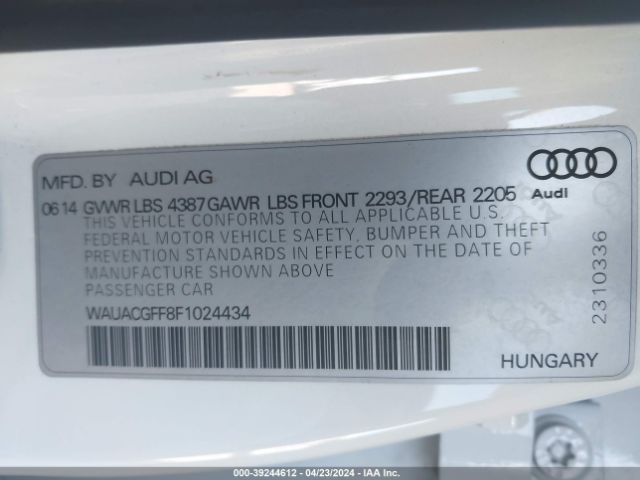 MFD. BY AUDI AG
06 14 GVWR LBS 4387 GAWR LBS FRONT 2293/REAR 2205
Audi
THIS VEHICLE CONFORMS TO ALL APPLICABLE U.S.
FEDERAL MOTOR VEHICLE SAFETY, BUMPER AND THEFT
PREVENTION STANDARDS IN EFFECT ON THE DATE OF
MANUFACTURE SHOWN ABOVE
PASSENGER CAR
WAUACGFF8F1024434
2310336
HUNGARY
000-39244612 - 04/23/2024 - IAA Inc.